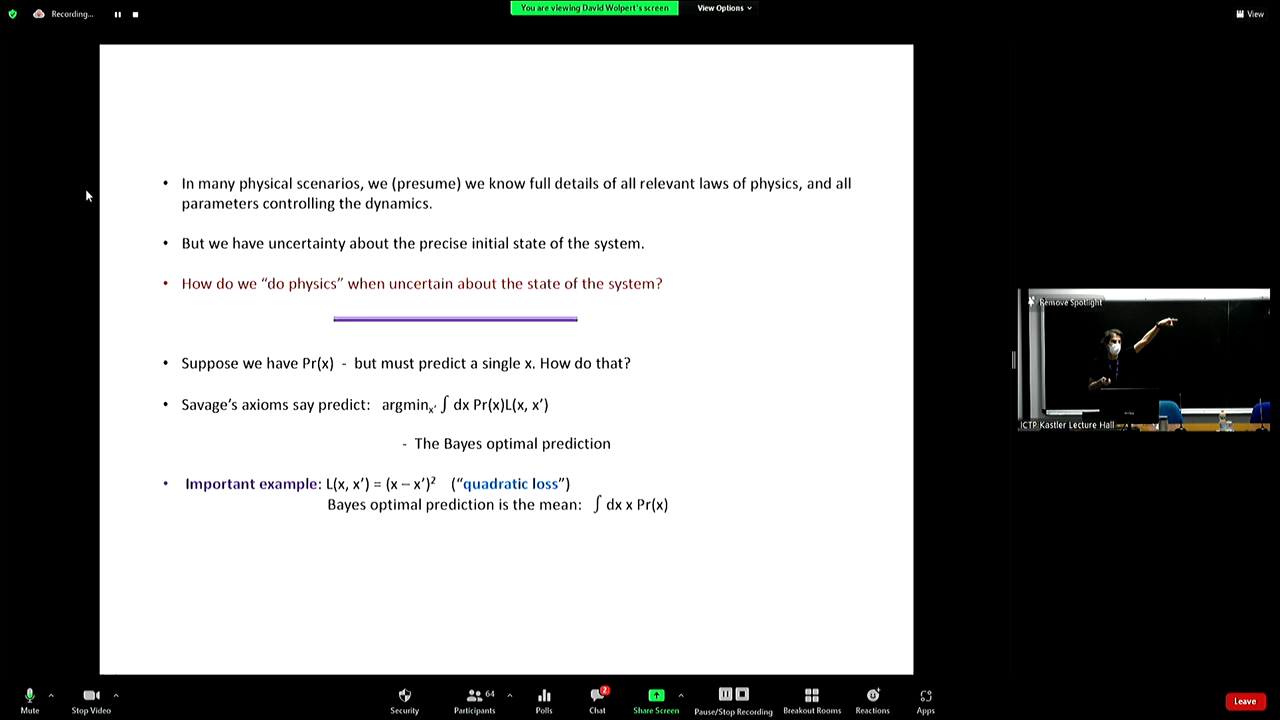 Recording...
You are viewing David Wolpert's screen
View Options
View
• In many physical scenarios, we (presume) we know full details of all relevant laws of physics, and all
parameters controlling the dynamics.
• But we have uncertainty about the precise initial state of the system.
• How do we “do physics” when uncertain about the state of the system?
• Suppose we have Pr(x) - but must predict a single x. How do that?
• Savage’s axioms say predict: argminₓ′ ∫ dx Pr(x)L(x, x’)
- The Bayes optimal prediction
• Important example: L(x, x’) = (x – x’)² (“quadratic loss”)
Bayes optimal prediction is the mean: ∫ dx x Pr(x)
Remove Spotlight
ICTP Kastler Lecture Hall
Mute
Stop Video
Security
Participants
64
Polls
Chat
2
Share Screen
Pause/Stop Recording
Breakout Rooms
Reactions
Apps
Leave